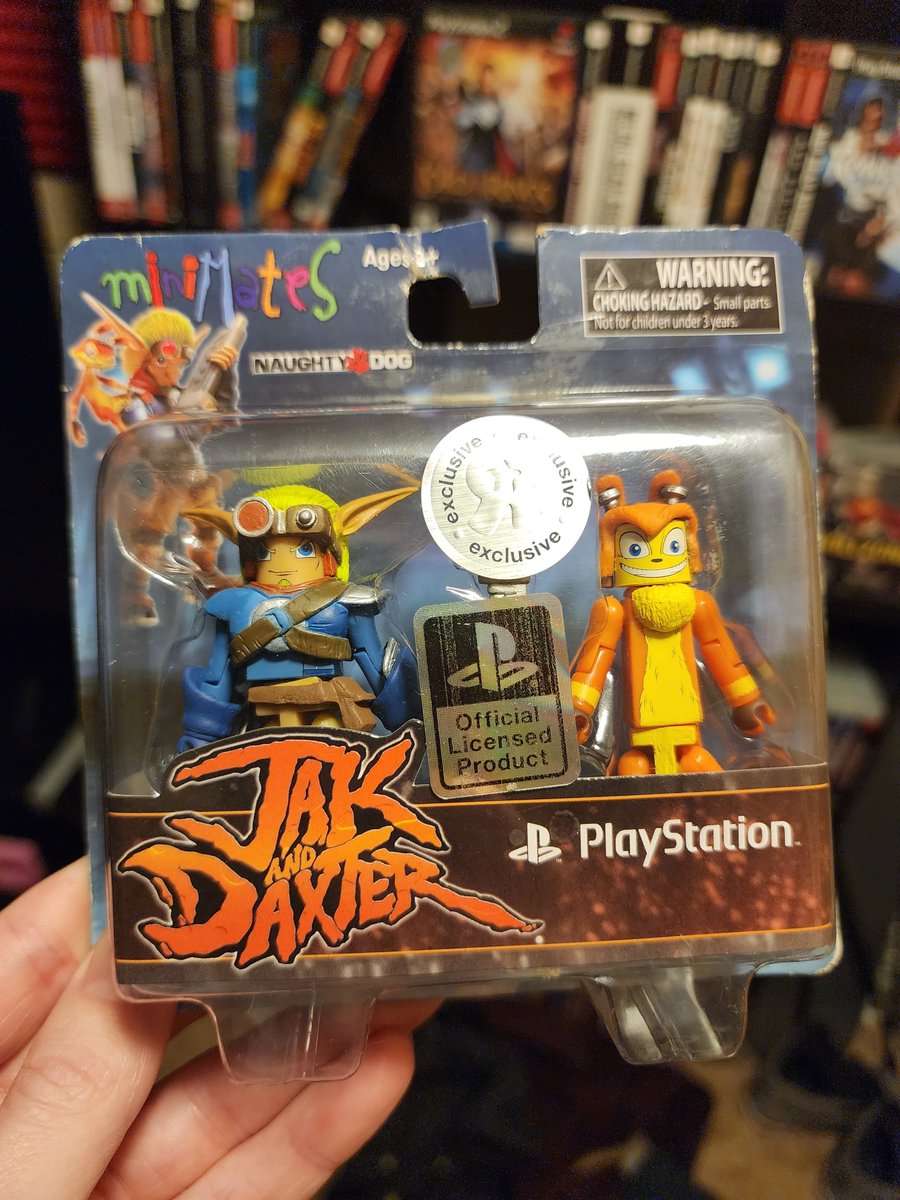 miniMates
Ages
WARNING:
CHOKING HAZARD - Small parts.
Not for children under 3 years.
NAUGHTY DOG
exclusive
exclusive
exclusive
Official
Licensed
Product
JAK
AND
DAXTER
PlayStation